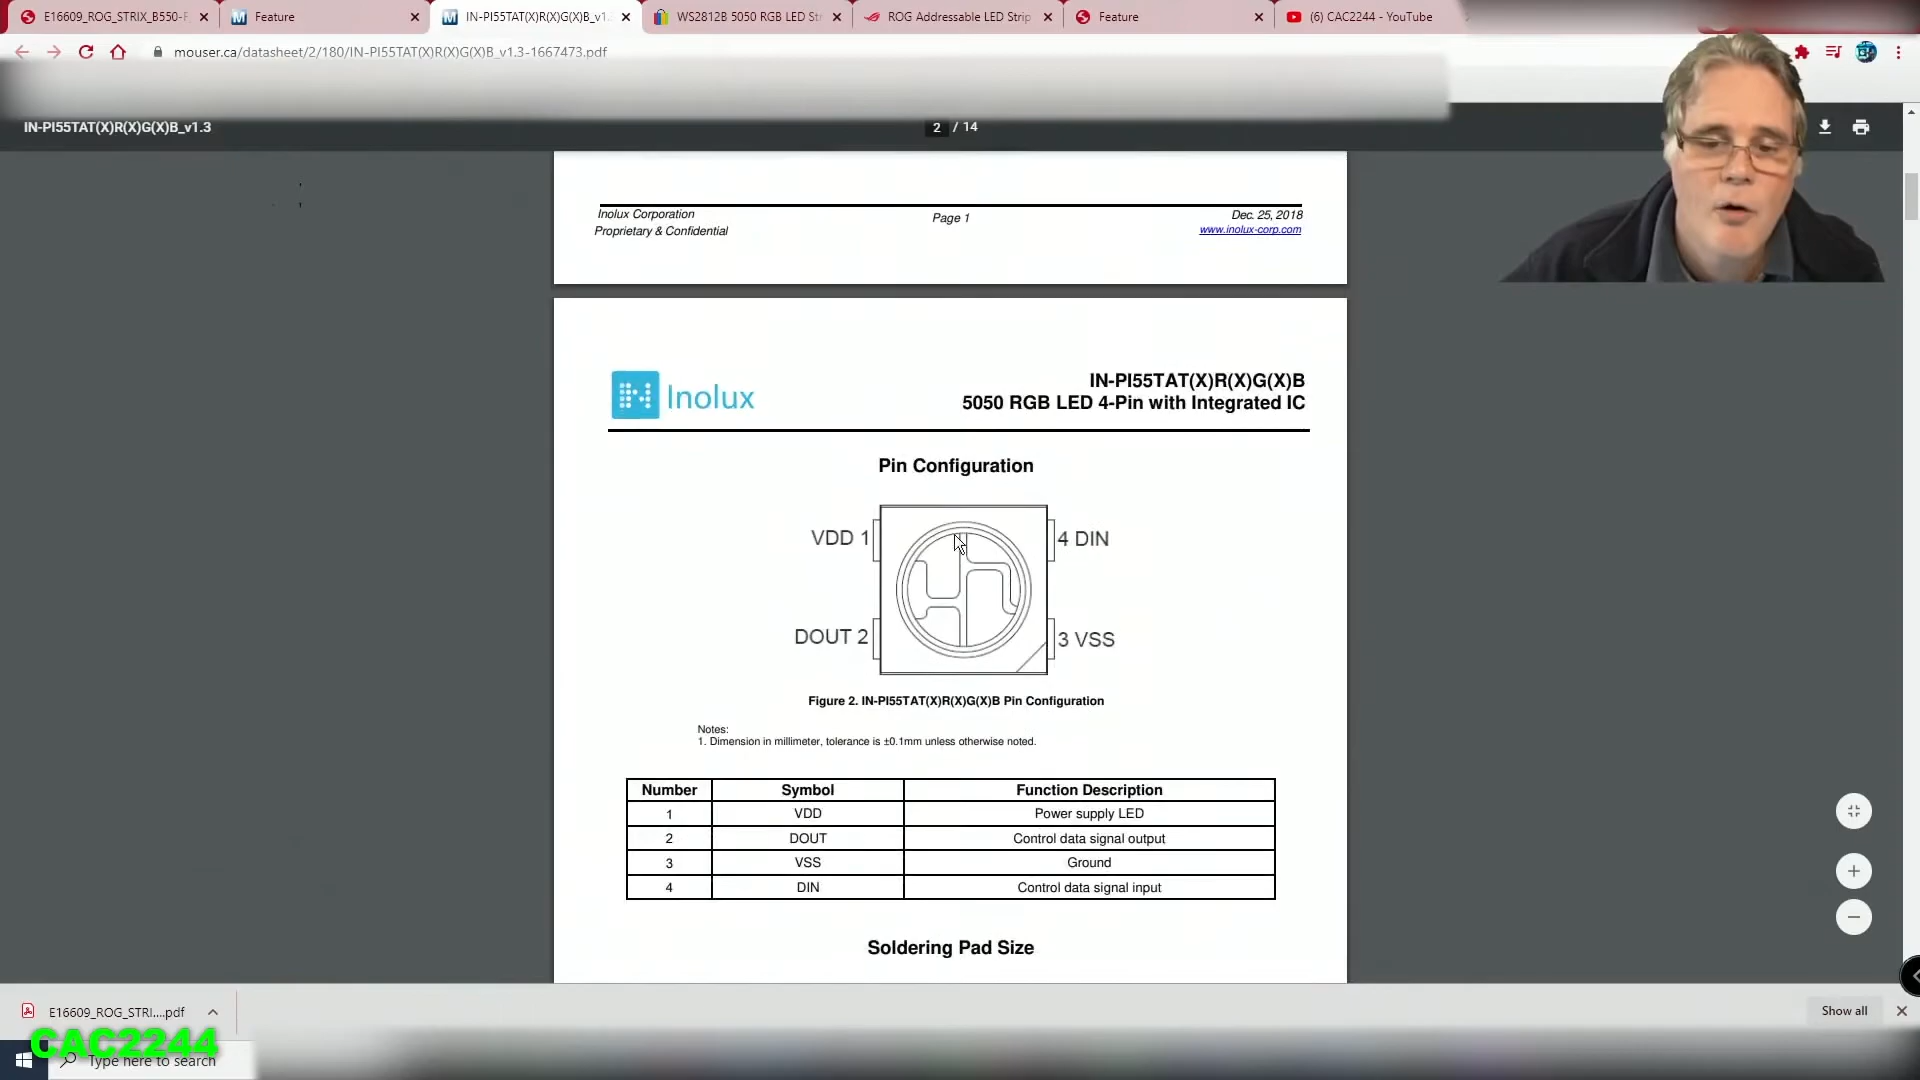 E16609_ROG_STRIX_B550-F
Feature
IN-PI55TAT(X)R(X)G(X)B_v1.
WS2812B 5050 RGB LED Str
ROG Addressable LED Strip
Feature
(6) CAC2244 - YouTube
mouser.ca/datasheet/2/180/IN-PI55TAT(X)R(X)G(X)B_v1.3-1667473.pdf
IN-PI55TAT(X)R(X)G(X)B_v1.3
2 / 14
Inolux Corporation
Page 1
Dec. 25, 2018
Proprietary & Confidential
www.inolux-corp.com
Inolux
IN-PI55TAT(X)R(X)G(X)B
5050 RGB LED 4-Pin with Integrated IC
Pin Configuration
VDD 1
4 DIN
DOUT 2
3 VSS
Figure 2. IN-PI55TAT(X)R(X)G(X)B Pin Configuration
Notes:
1. Dimension in millimeter, tolerance is ±0.1mm unless otherwise noted.
Number Symbol Function Description
1 VDD Power supply LED
2 DOUT Control data signal output
3 VSS Ground
4 DIN Control data signal input
Soldering Pad Size
E16609_ROG_STRI....pdf
Show all
CAC2244
Type here to search